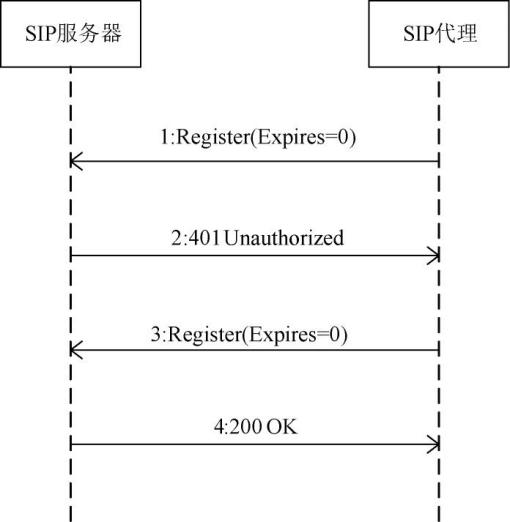 SIP服务器
SIP代理
1:Register(Expires=0)
2:401 Unauthorized
3:Register(Expires=0)
4:200 OK